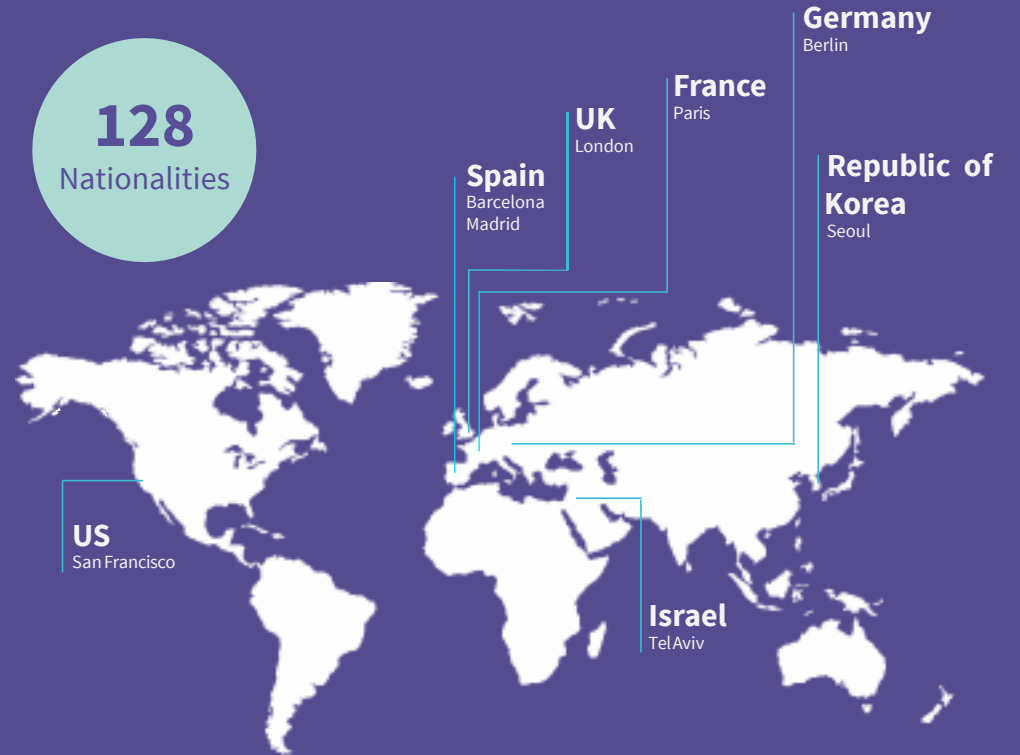 128
Nationalities
Germany
Berlin
France
Paris
UK
London
Spain
Barcelona
Madrid
Republic of
Korea
Seoul
US
San Francisco
Israel
Tel Aviv